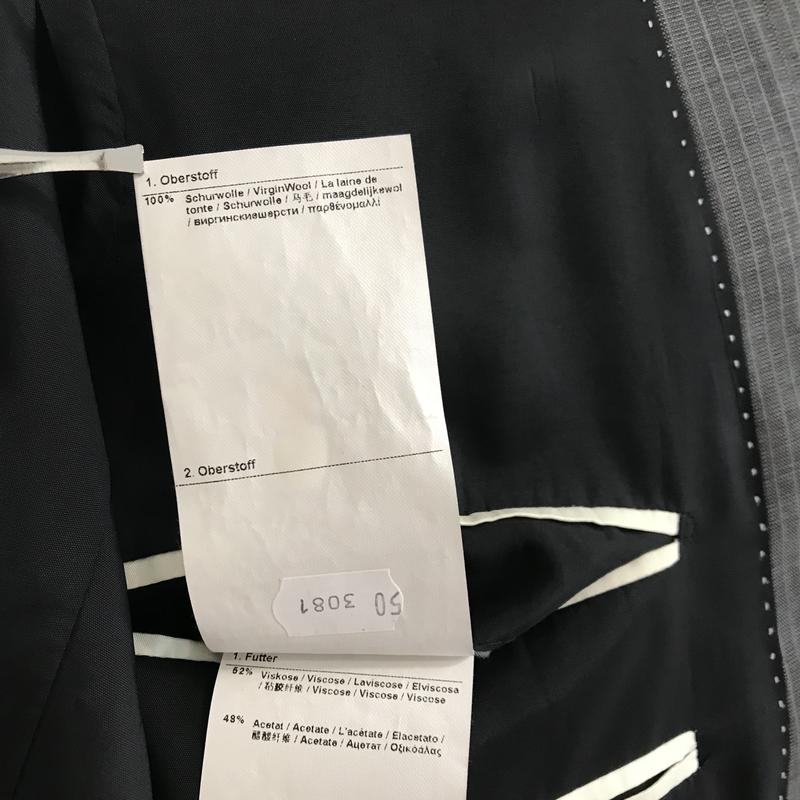 1. Oberstoff
100% Schurwolle / VirginWool / La laine de
tonte / Schurwolle / 马毛 / maagdelijkewol
/ виргинскиешерсти / παρθένομαλλί
2. Oberstoff
50 3081
1. Futter
52% Viskose / Viscose / Laviscose / Elviscosa
/ 粘胶纤维 / Viscose / Viscose / Viscose
48% Acetat / Acetate / L'acétate / Elacetato /
醋酸纤维 / Acetate / Ацетат / Οξικόάλας